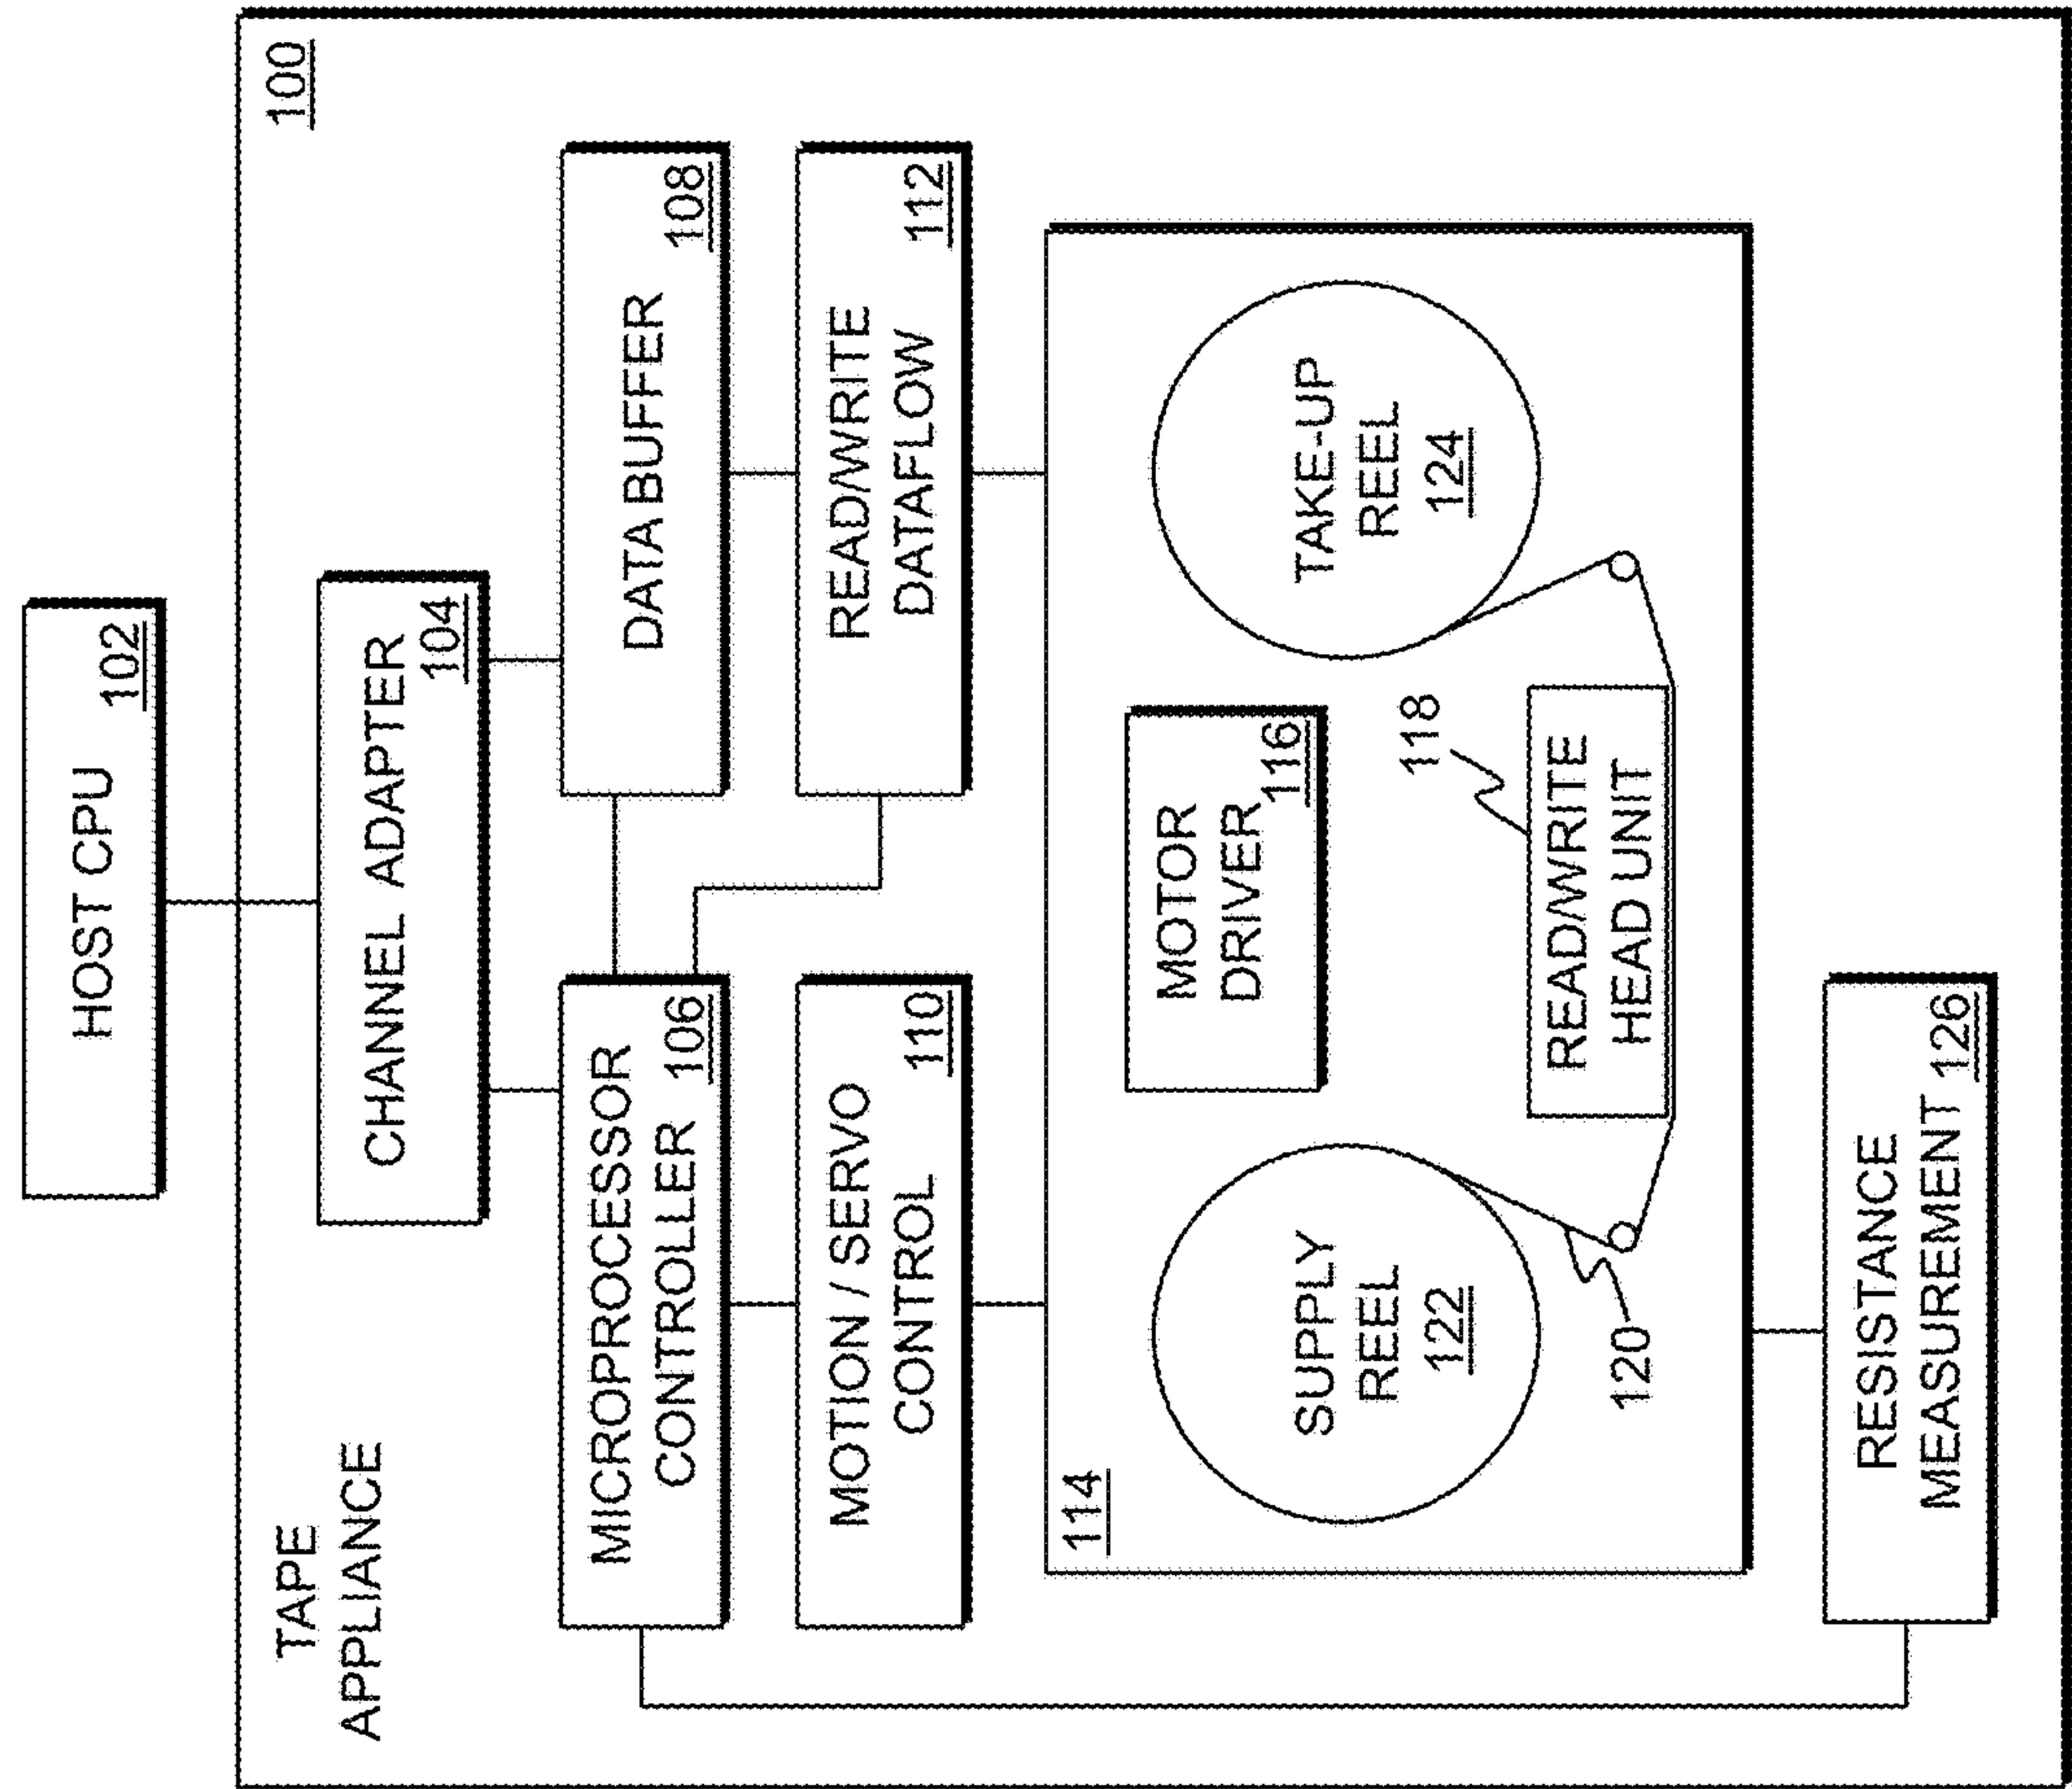 HOST CPU
102
TAPE
APPLIANCE
100
CHANNEL ADAPTER
104
MICROPROCESSOR
CONTROLLER
106
DATA BUFFER
108
MOTION / SERVO
CONTROL
110
READ/WRITE
DATAFLOW
112
114
MOTOR
DRIVER
116
SUPPLY
REEL
122
TAKE-UP
REEL
124
118
READ/WRITE
HEAD UNIT
120
RESISTANCE
MEASUREMENT
126